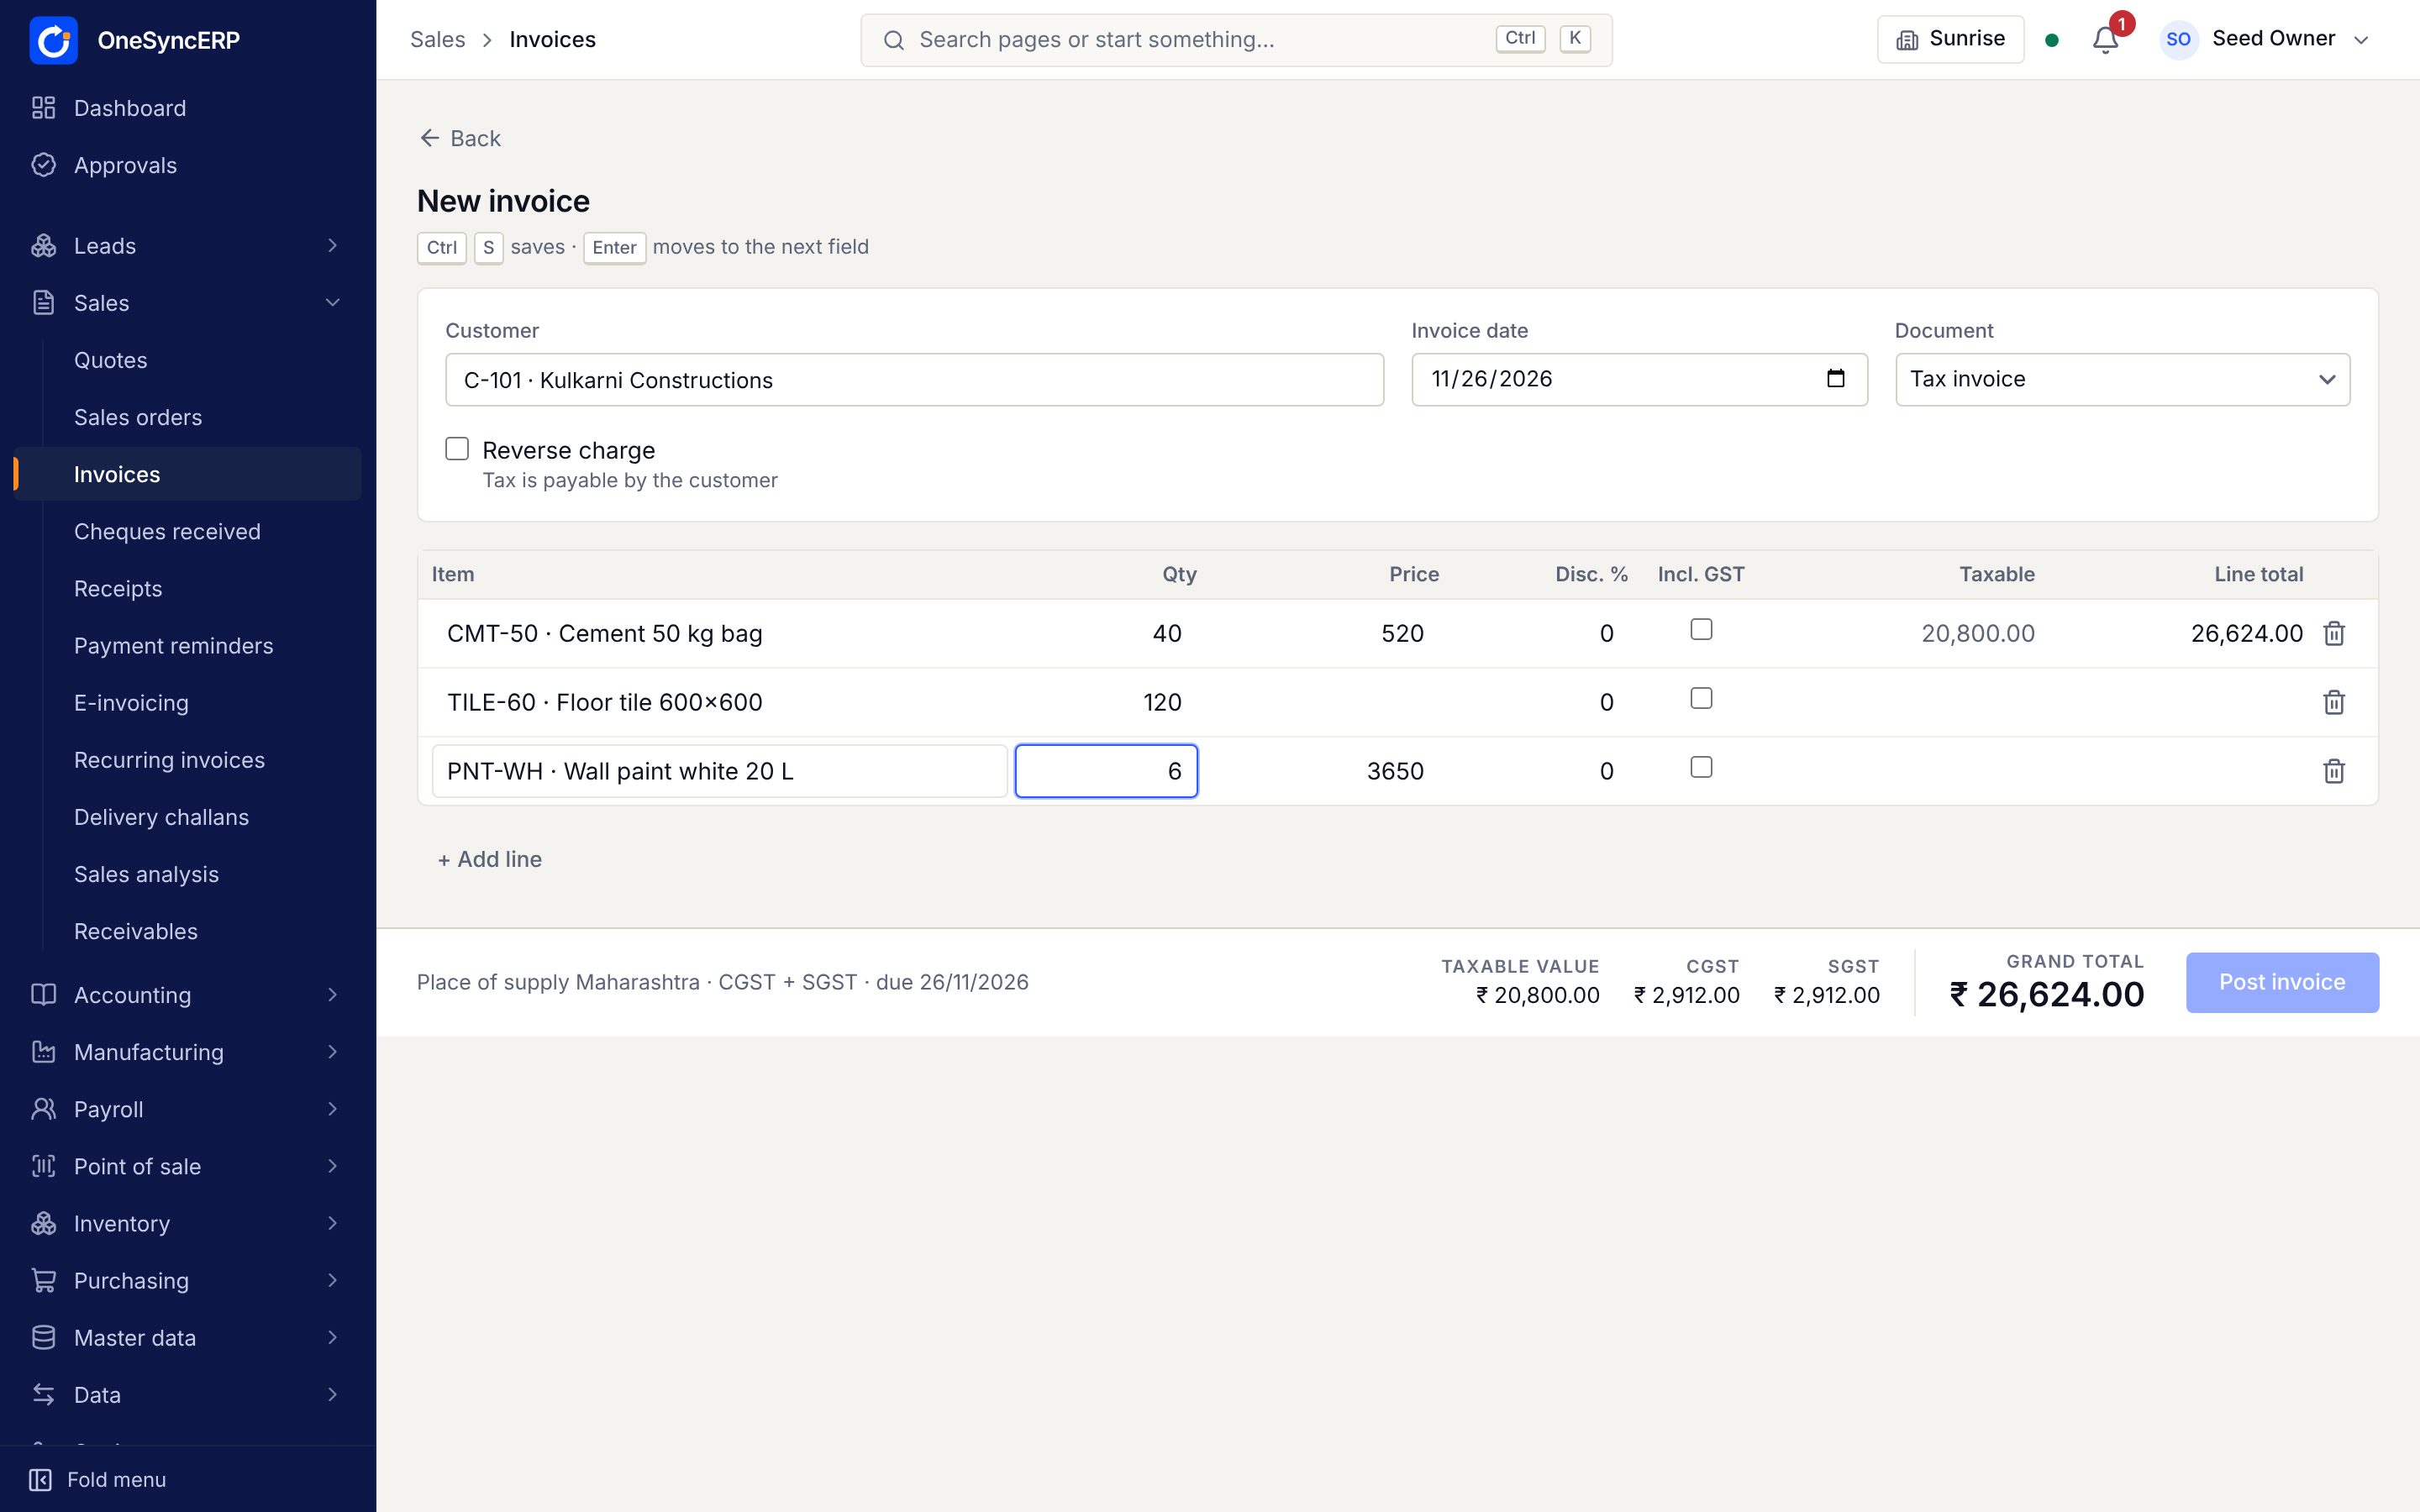 OneSyncERP
Dashboard
Approvals
Leads
Sales
Quotes
Sales orders
Invoices
Cheques received
Receipts
Payment reminders
E-invoicing
Recurring invoices
Delivery challans
Sales analysis
Receivables
Accounting
Manufacturing
Payroll
Point of sale
Inventory
Purchasing
Master data
Data
Fold menu
Sales > Invoices
Search pages or start something... Ctrl K
Sunrise
1
SO Seed Owner
← Back
New invoice
Ctrl S saves · Enter moves to the next field
Customer Invoice date Document
C-101 · Kulkarni Constructions 11/26/2026 Tax invoice
Reverse charge
Tax is payable by the customer
Item Qty Price Disc. % Incl. GST Taxable Line total
CMT-50 · Cement 50 kg bag 40 520 0 20,800.00 26,624.00
TILE-60 · Floor tile 600×600 120 0
PNT-WH · Wall paint white 20 L 6 3650 0
+ Add line
Place of supply Maharashtra · CGST + SGST · due 26/11/2026
TAXABLE VALUE CGST SGST GRAND TOTAL
₹ 20,800.00 ₹ 2,912.00 ₹ 2,912.00 ₹ 26,624.00
Post invoice